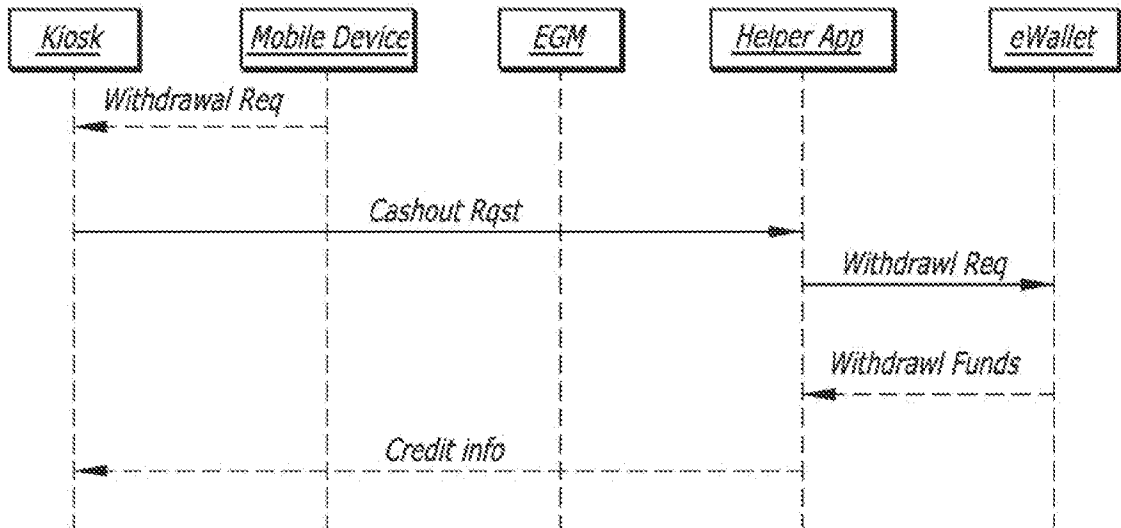 Kiosk
Mobile Device
EGM
Helper App
eWallet
Withdrawal Req
Cashout Rqst
Withdrawl Req
Withdrawl Funds
Credit info